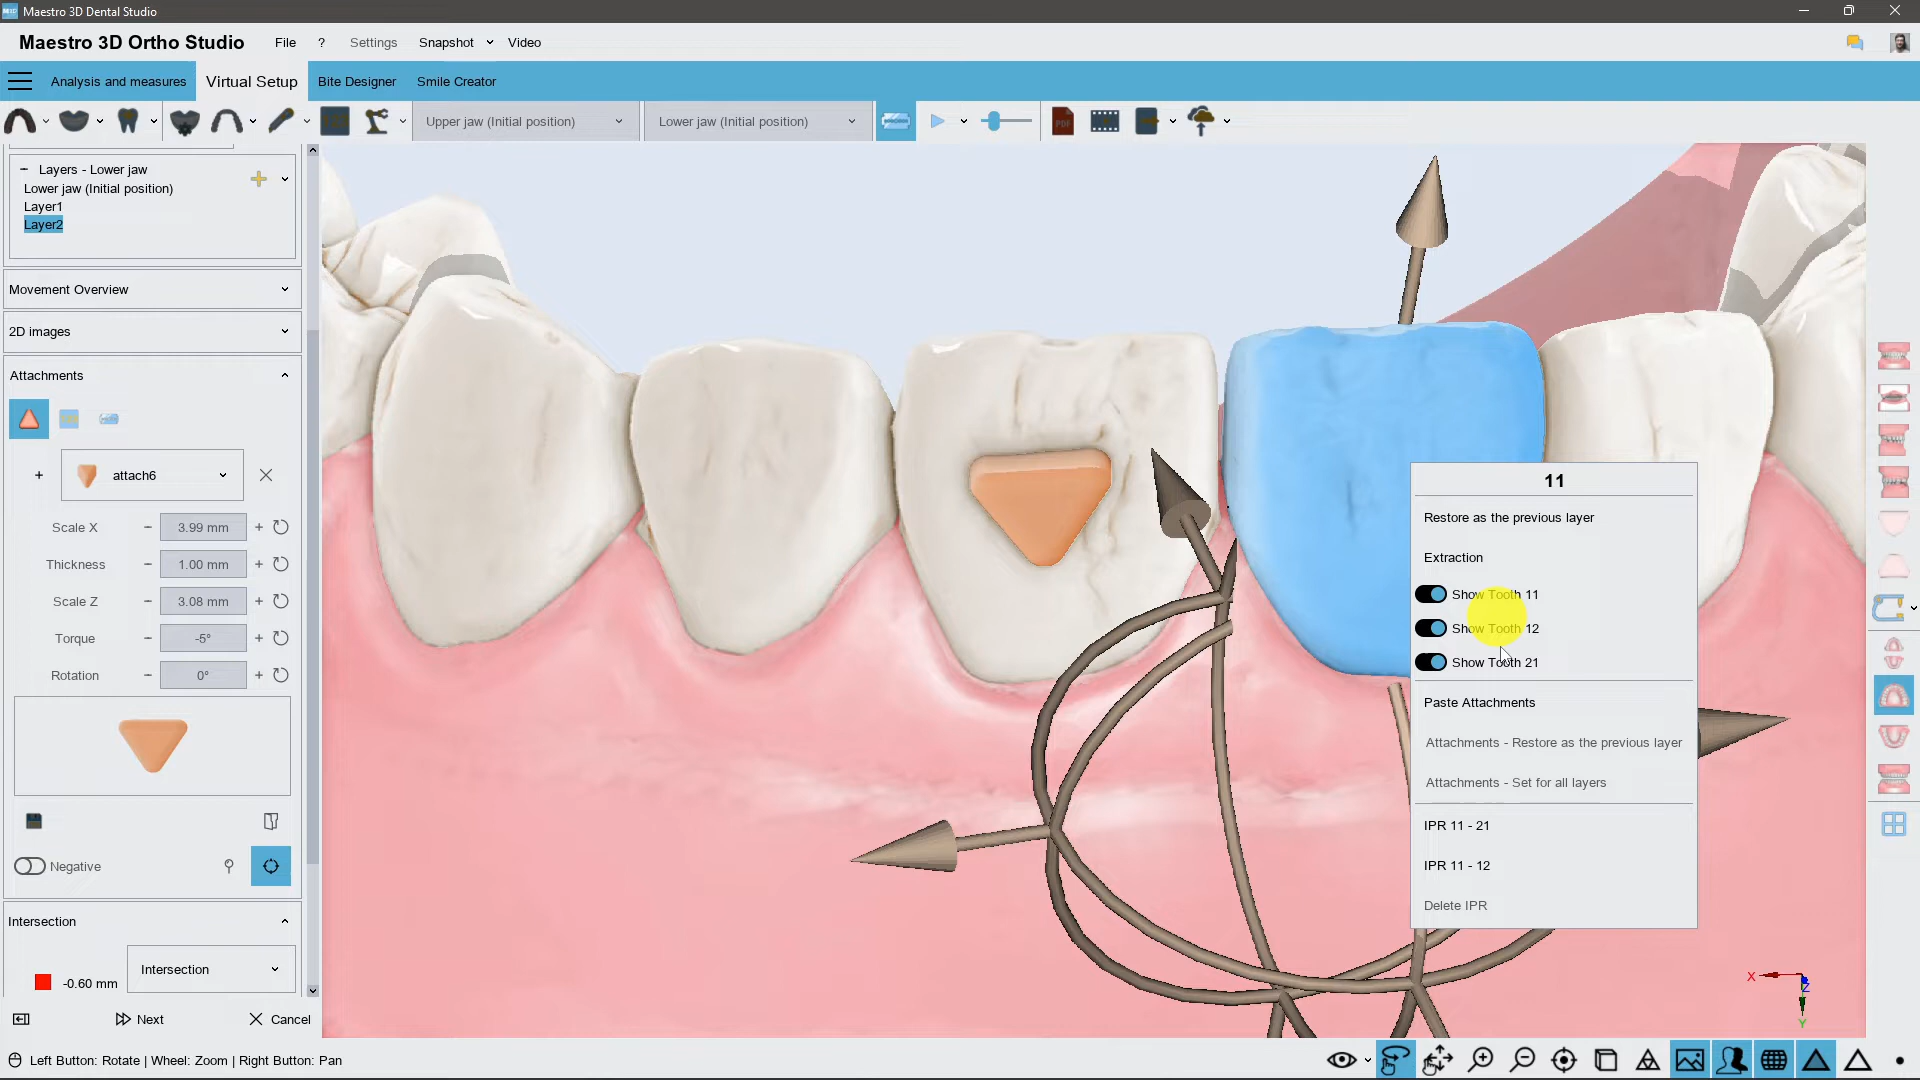 Maestro 3D Dental Studio
Maestro 3D Ortho Studio
File
?
Settings
Snapshot
Video
Analysis and measures
Virtual Setup
Bite Designer
Smile Creator
Upper jaw (Initial position)
Lower jaw (Initial position)
PDF
Layers - Lower jaw
Lower jaw (Initial position)
Layer1
Layer2
Movement Overview
2D images
Attachments
attach6
Scale X
3.99 mm
Thickness
1.00 mm
Scale Z
3.08 mm
Torque
-5°
Rotation
0°
Negative
Intersection
-0.60 mm
Intersection
Next
Cancel
Left Button: Rotate | Wheel: Zoom | Right Button: Pan
11
Restore as the previous layer
Extraction
Show Tooth 11
Show Tooth 12
Show Tooth 21
Paste Attachments
Attachments - Restore as the previous layer
Attachments - Set for all layers
IPR 11 - 21
IPR 11 - 12
Delete IPR
X
Z
Y